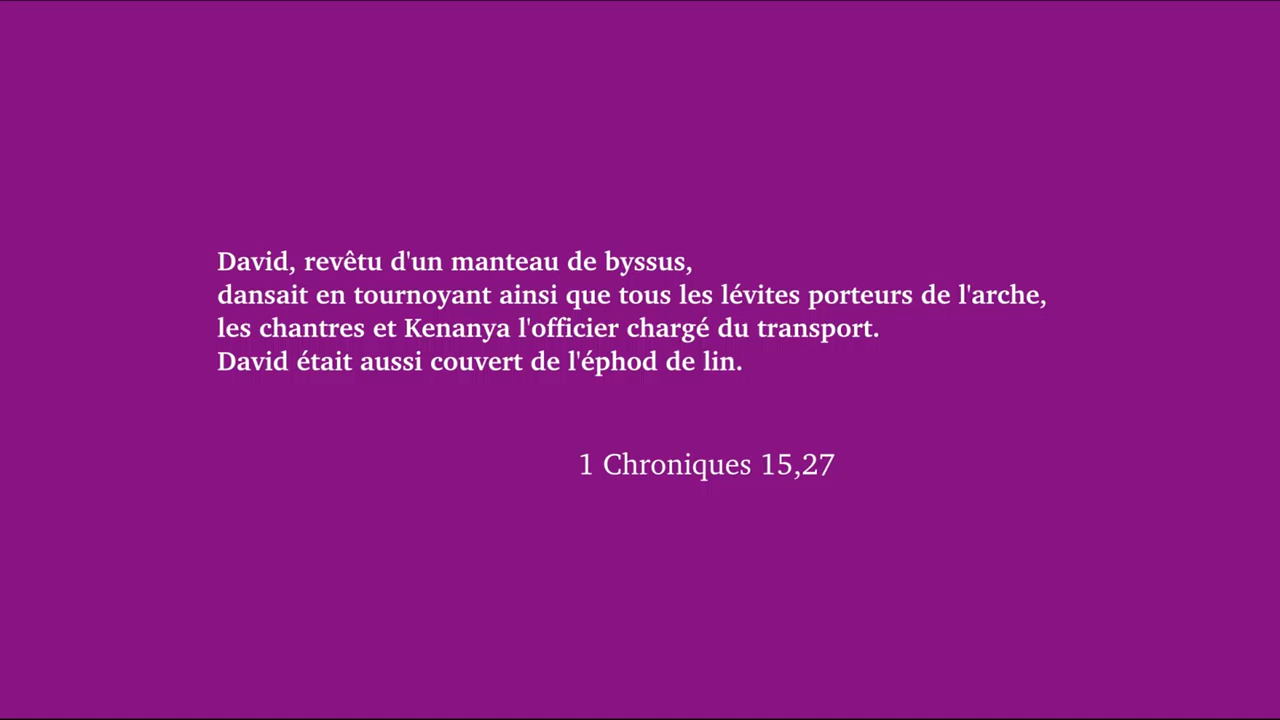 David, revêtu d'un manteau de byssus,
dansait en tournoyant ainsi que tous les lévites porteurs de l'arche,
les chantres et Kenanya l'officier chargé du transport.
David était aussi couvert de l'éphod de lin.
1 Chroniques 15,27